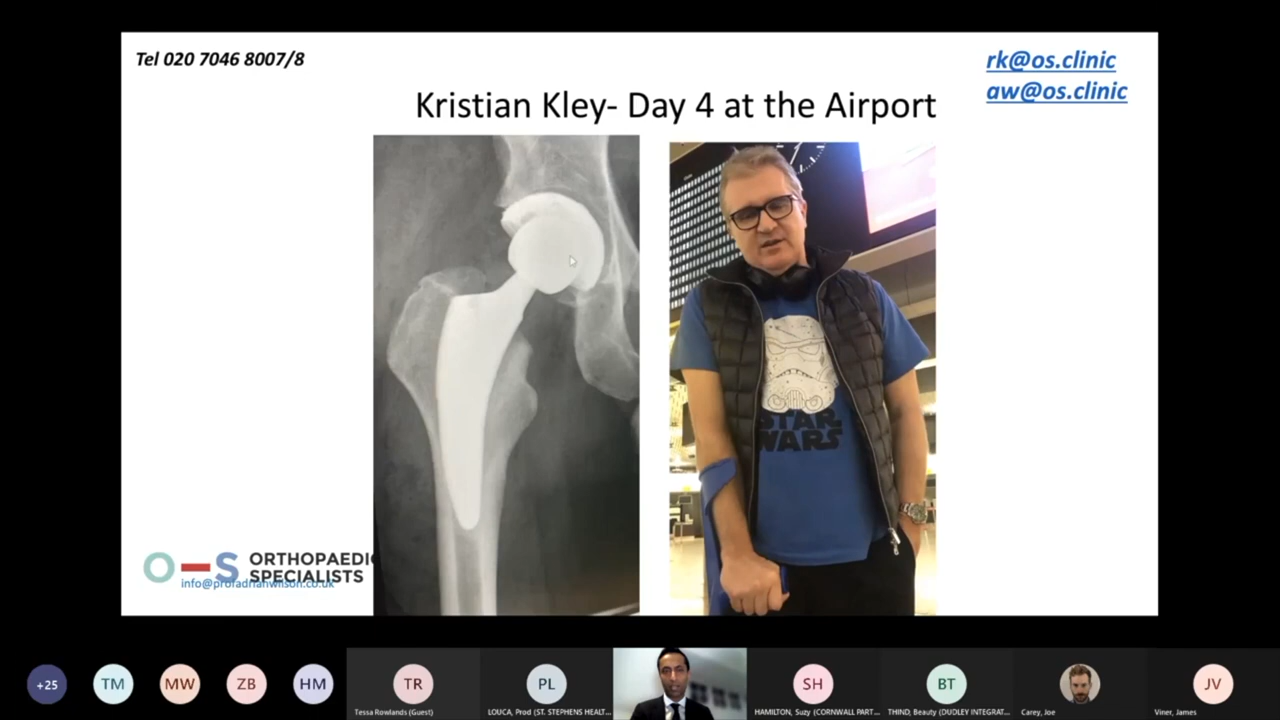 Tel 020 7046 8007/8
rk@os.clinic
aw@os.clinic
Kristian Kley- Day 4 at the Airport
STAR
WARS
O-S ORTHOPAEDIC
SPECIALISTS
info@profadrianwilson.co.uk
+25
TM
MW
ZB
HM
TR
PL
SH
BT
JV
Tessa Rowlands (Guest)
LOUCA, Prod (ST. STEPHENS HEALT...
HAMILTON, Suzy (CORNWALL PART...
THIND, Beauty (DUDLEY INTEGRAT...
Carey, Joe
Viner, James